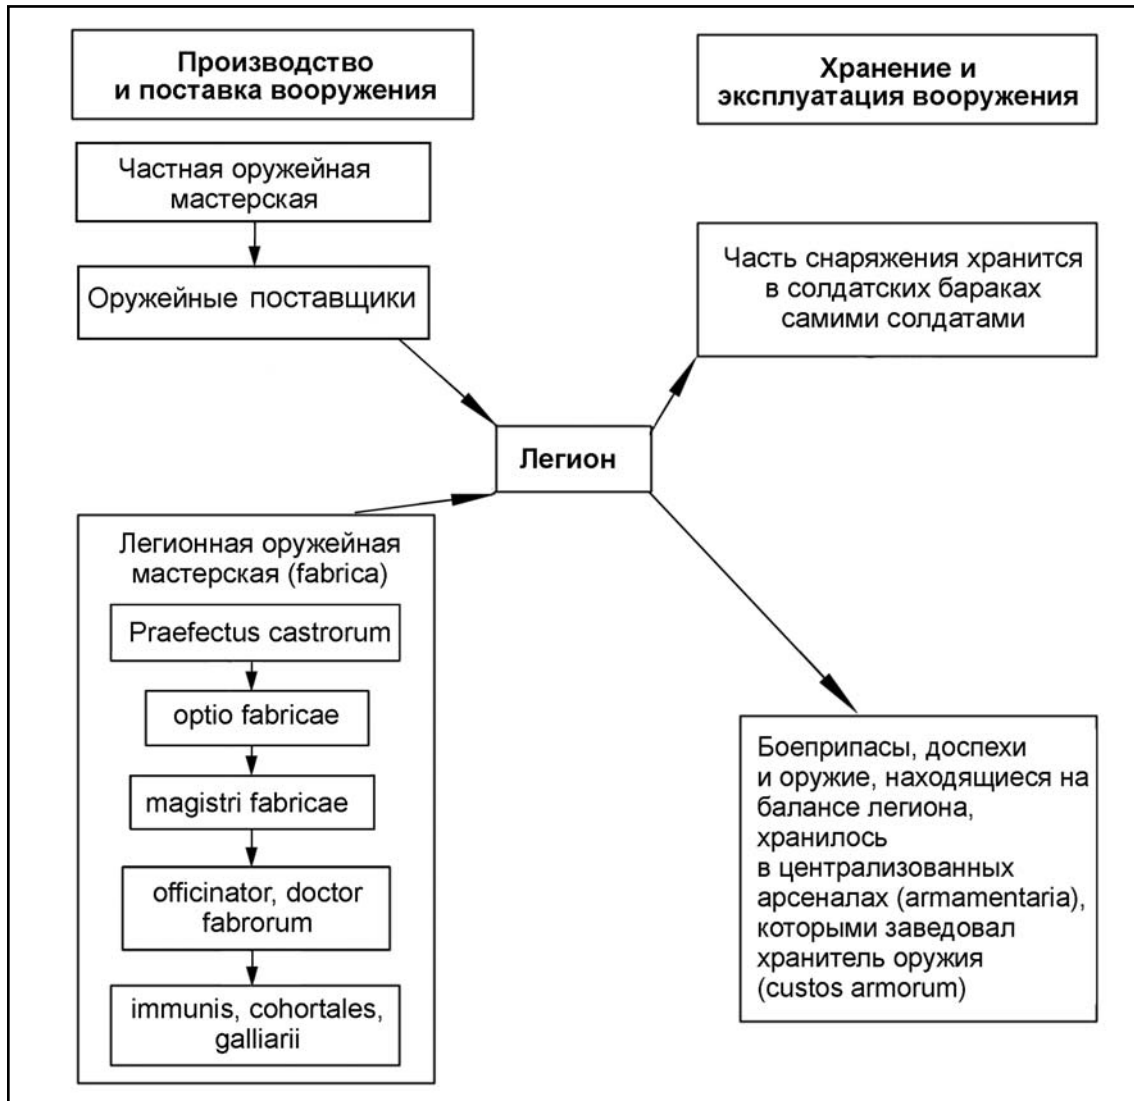 Производство
и поставка вооружения
Хранение и
эксплуатация вооружения
Частная оружейная
мастерская
Оружейные поставщики
Часть снаряжения хранится
в солдатских бараках
самими солдатами
Легион
Легионная оружейная
мастерская (fabrica)
Praefectus castrorum
optio fabricae
magistri fabricae
officinator, doctor
fabrorum
immunis, cohortales,
galliarii
Боеприпасы, доспехи
и оружие, находящиеся на
балансе легиона,
хранилось
в централизованных
арсеналах (armamentaria),
которыми заведовал
хранитель оружия
(custos armorum)